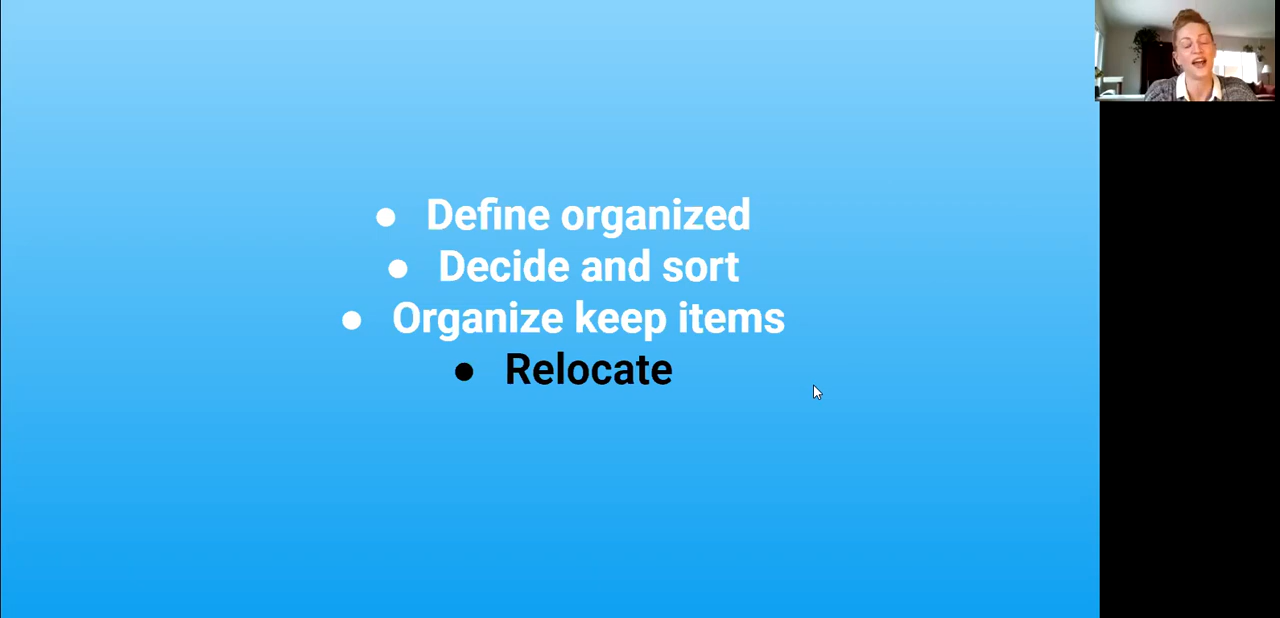 ● Define organized
● Decide and sort
● Organize keep items
● Relocate